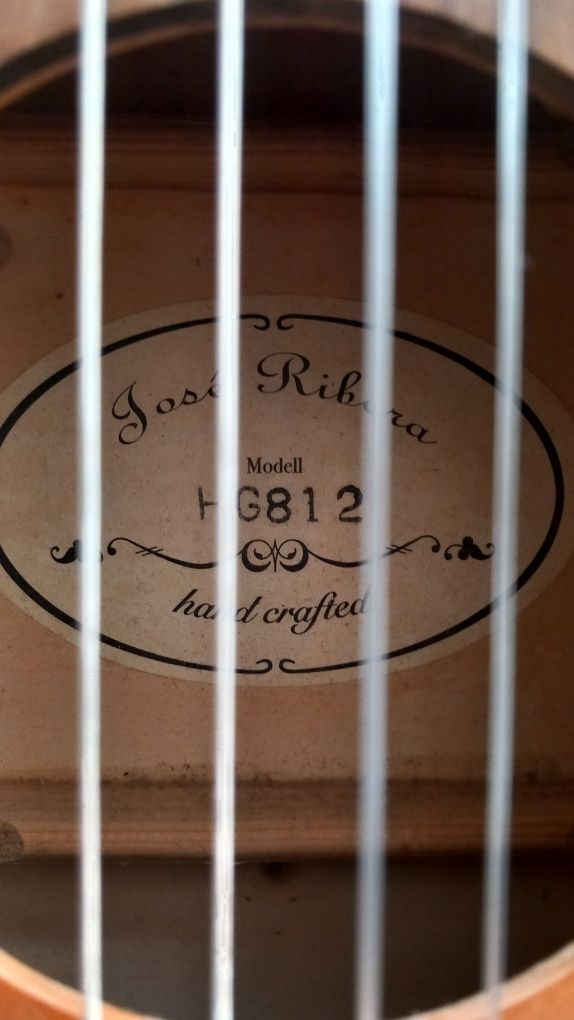 José Ribera
Modell
HG812
hand crafted